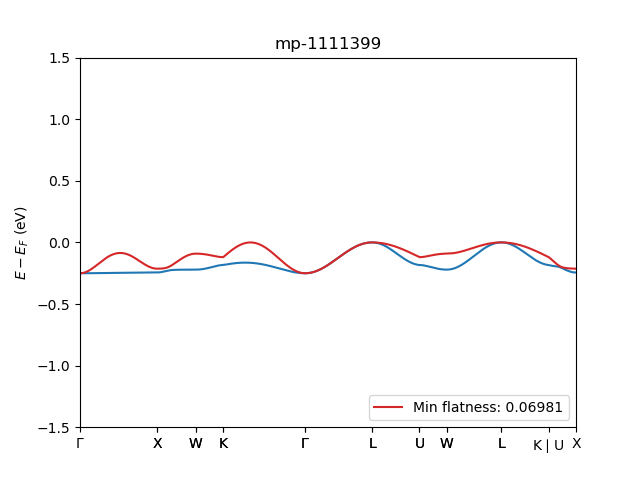 mp-1111399
E − E_F (eV)
1.5
1.0
0.5
0.0
−0.5
−1.0
−1.5
Min flatness: 0.06981
Γ X W K Γ L U W L K | U X